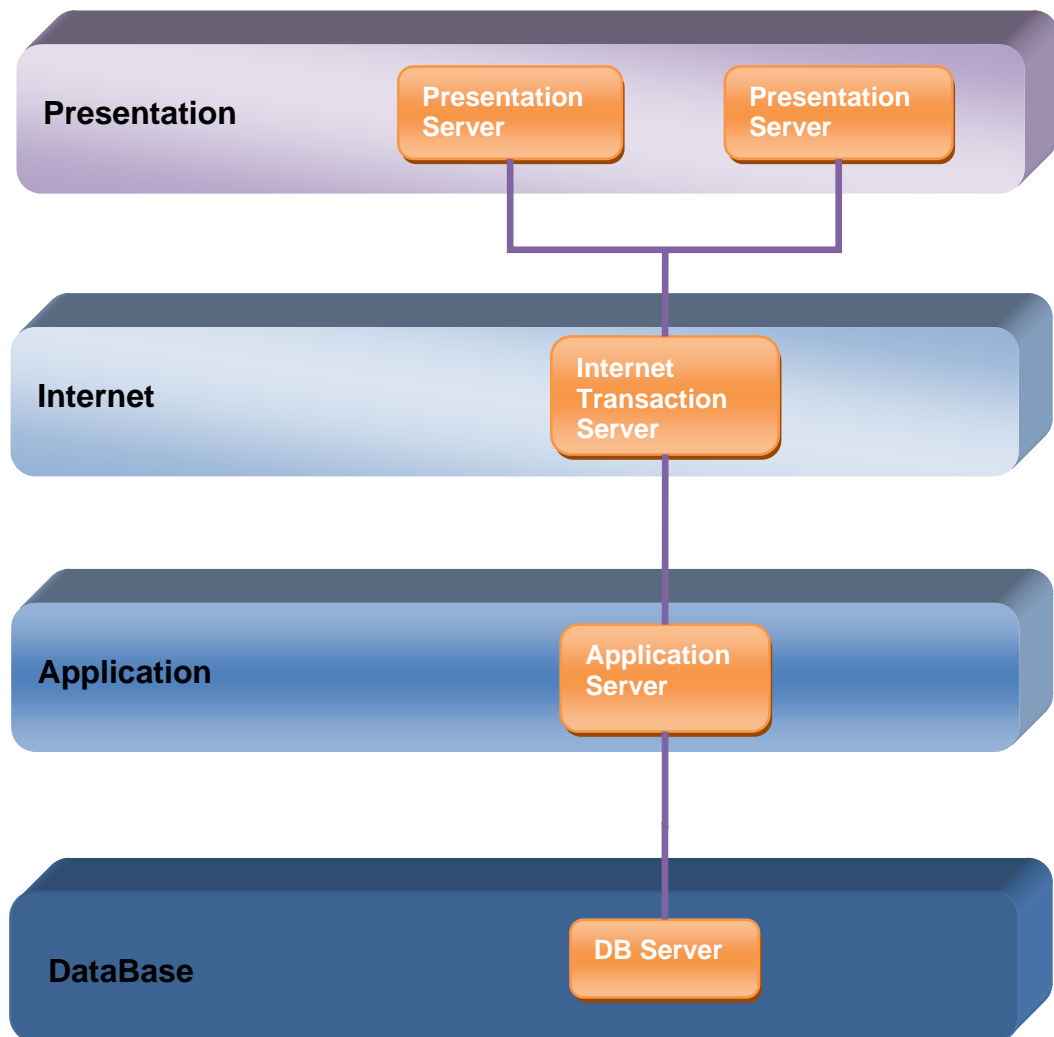 Presentation
Presentation
Server
Presentation
Server
Internet
Internet
Transaction
Server
Application
Application
Server
DataBase
DB Server